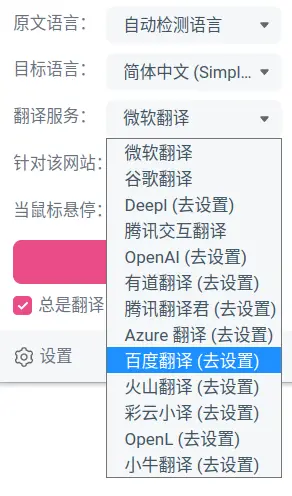 原文语言：
自动检测语言
目标语言：
简体中文 (Simpl...
翻译服务：
微软翻译
微软翻译
谷歌翻译
Deepl (去设置)
腾讯交互翻译
OpenAI (去设置)
有道翻译 (去设置)
腾讯翻译君 (去设置)
Azure 翻译 (去设置)
百度翻译 (去设置)
火山翻译 (去设置)
彩云小译 (去设置)
OpenL (去设置)
小牛翻译 (去设置)
针对该网站：
当鼠标悬停：
总是翻译
设置